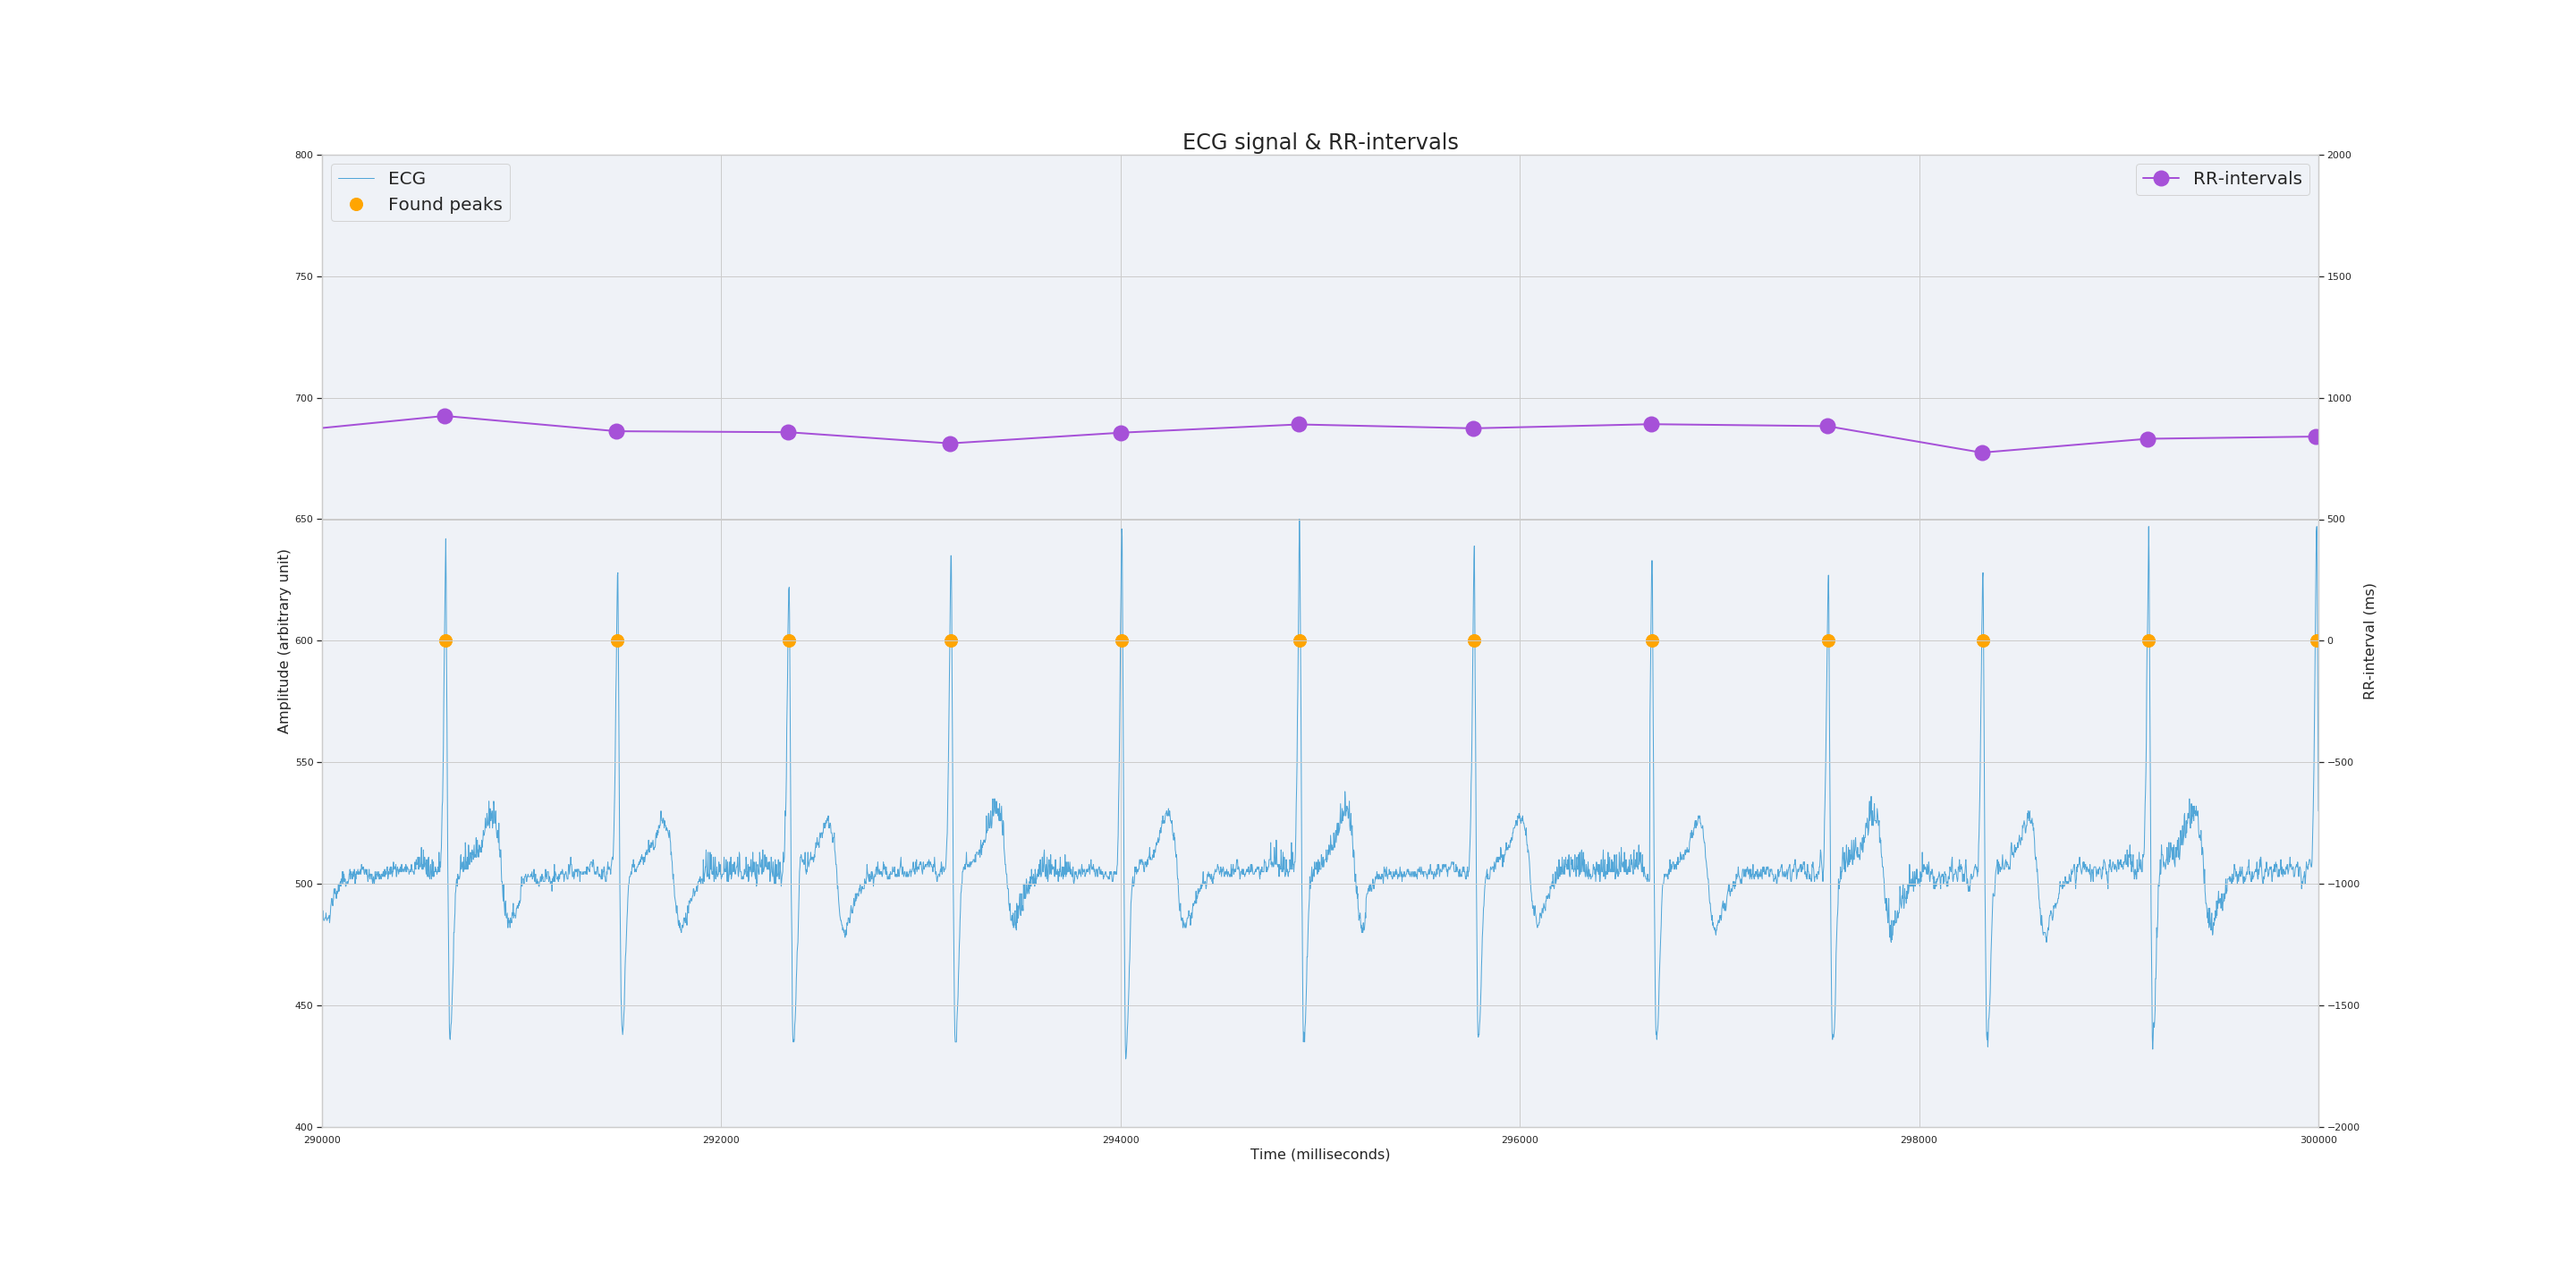 ECG signal & RR-intervals
ECG
Found peaks
RR-intervals
800
750
700
650
600
550
500
450
400
2000
1500
1000
500
0
−500
−1000
−1500
−2000
Amplitude (arbitrary unit)
RR-interval (ms)
290000 292000 294000 296000 298000 300000
Time (milliseconds)